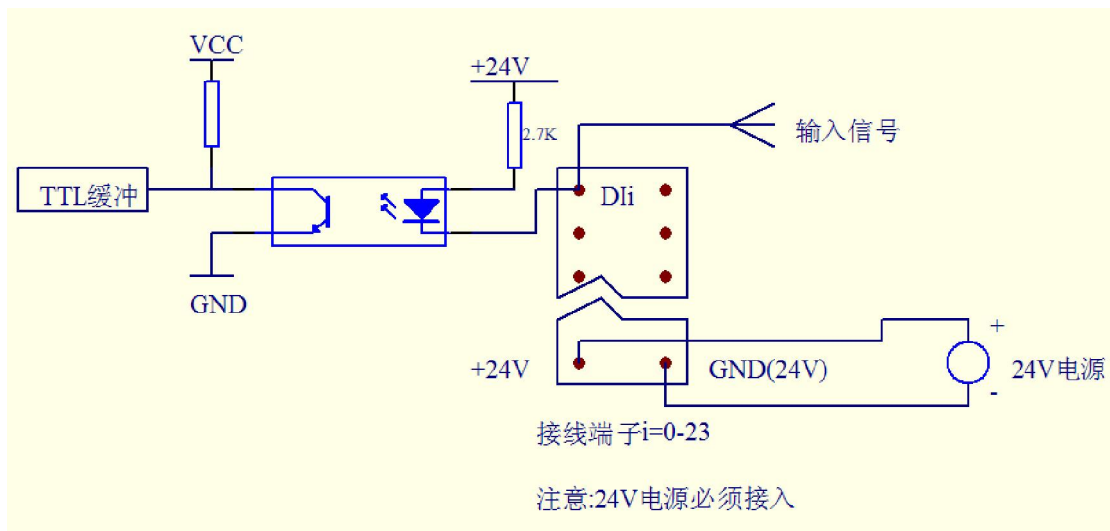 VCC
+24V
2.7K
输入信号
TTL缓冲
DIi
GND
+
+24V
GND(24V)
24V电源
-
接线端子i=0-23
注意:24V电源必须接入